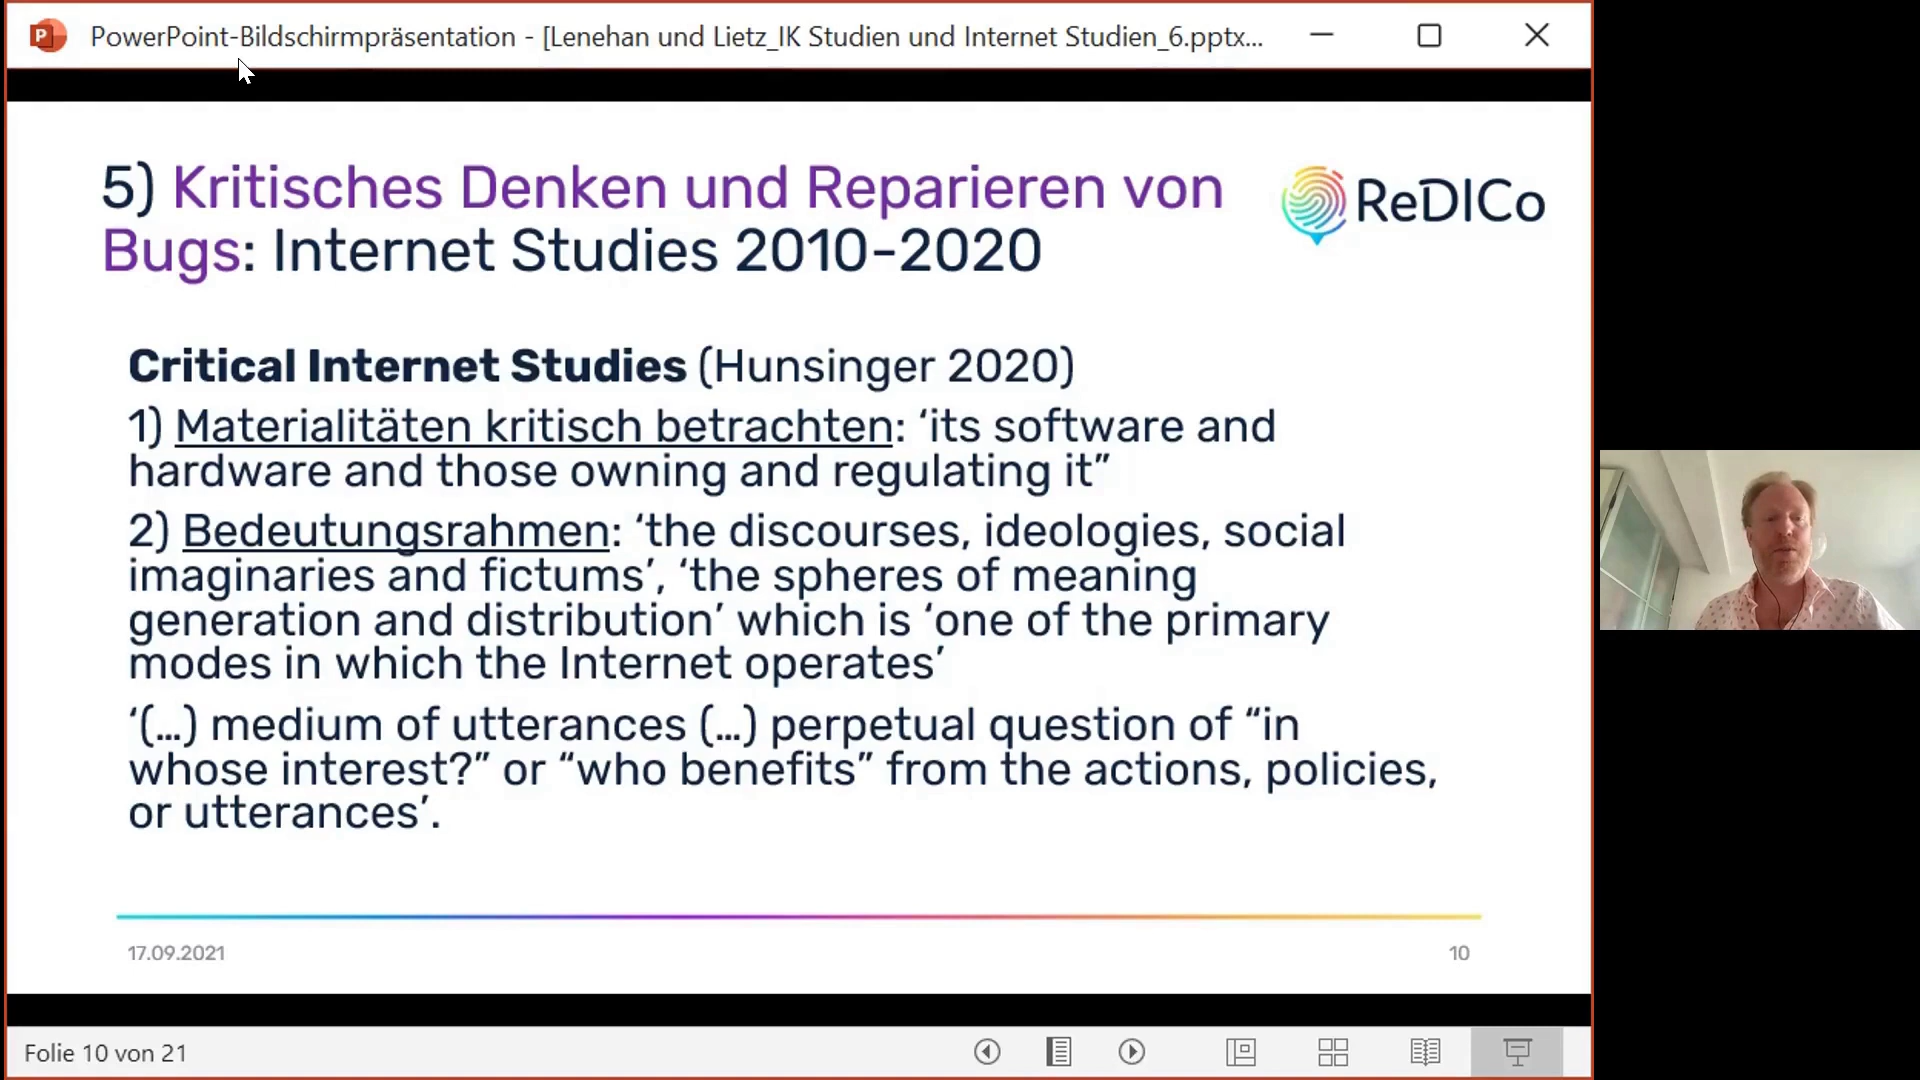 PowerPoint-Bildschirmpräsentation - [Lenehan und Lietz_IK Studien und Internet Studien_6.pptx...
5) Kritisches Denken und Reparieren von
Bugs: Internet Studies 2010-2020
ReDICo
Critical Internet Studies (Hunsinger 2020)
1) Materialitäten kritisch betrachten: ‘its software and
hardware and those owning and regulating it”
2) Bedeutungsrahmen: ‘the discourses, ideologies, social
imaginaries and fictums’, ‘the spheres of meaning
generation and distribution’ which is ‘one of the primary
modes in which the Internet operates’
‘(...) medium of utterances (...) perpetual question of “in
whose interest?” or “who benefits” from the actions, policies,
or utterances’.
17.09.2021
10
Folie 10 von 21